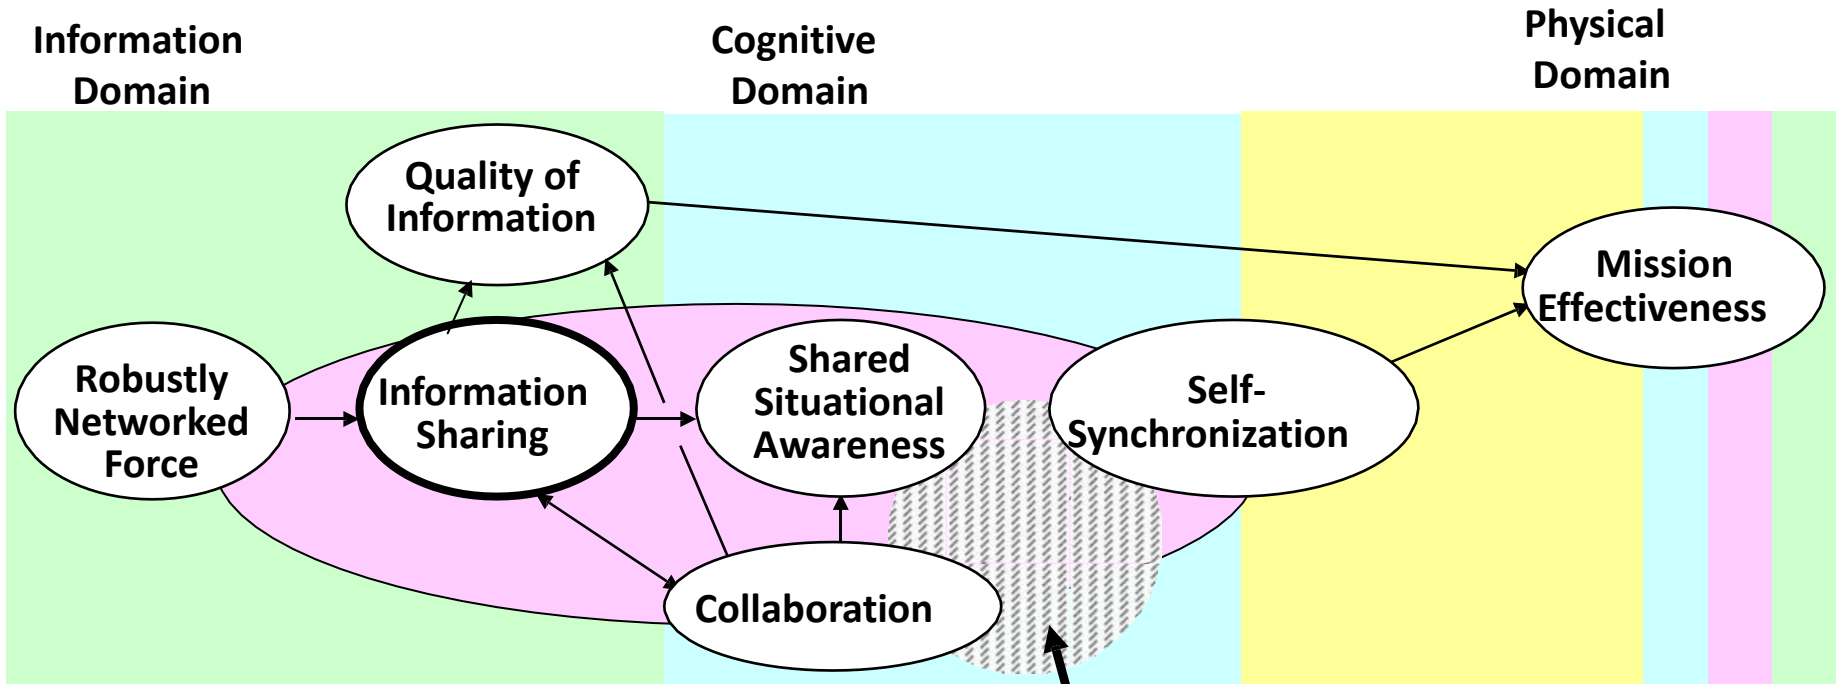 Information
Domain
Cognitive
Domain
Physical
Domain
Quality of
Information
Mission
Effectiveness
Robustly
Networked
Force
Information
Sharing
Shared
Situational
Awareness
Self-
Synchronization
Collaboration